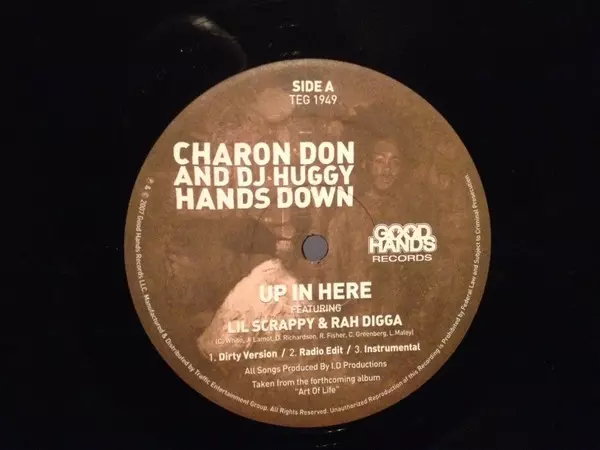 SIDE A
TEG 1949
CHARON DON
AND DJ HUGGY
HANDS DOWN
GOOD
HANDS
RECORDS
UP IN HERE
FEATURING
LIL SCRAPPY & RAH DIGGA
D. Richardson, R. Fisher, C. Greenberg, L.Maley)
1. Dirty Version / 2. Radio Edit / 3. Instrumental
All Songs Produced By I.D Productions
Taken from the forthcoming album
"Art Of Life"
℗ & © 2007 Good Hands Records LLC. Manufactured & Distributed by Traffic Entertainment Group. All Rights Reserved. Unauthorized Reproduction of this Recording is Prohibited by Federal Law and Subject to Criminal Prosecution.